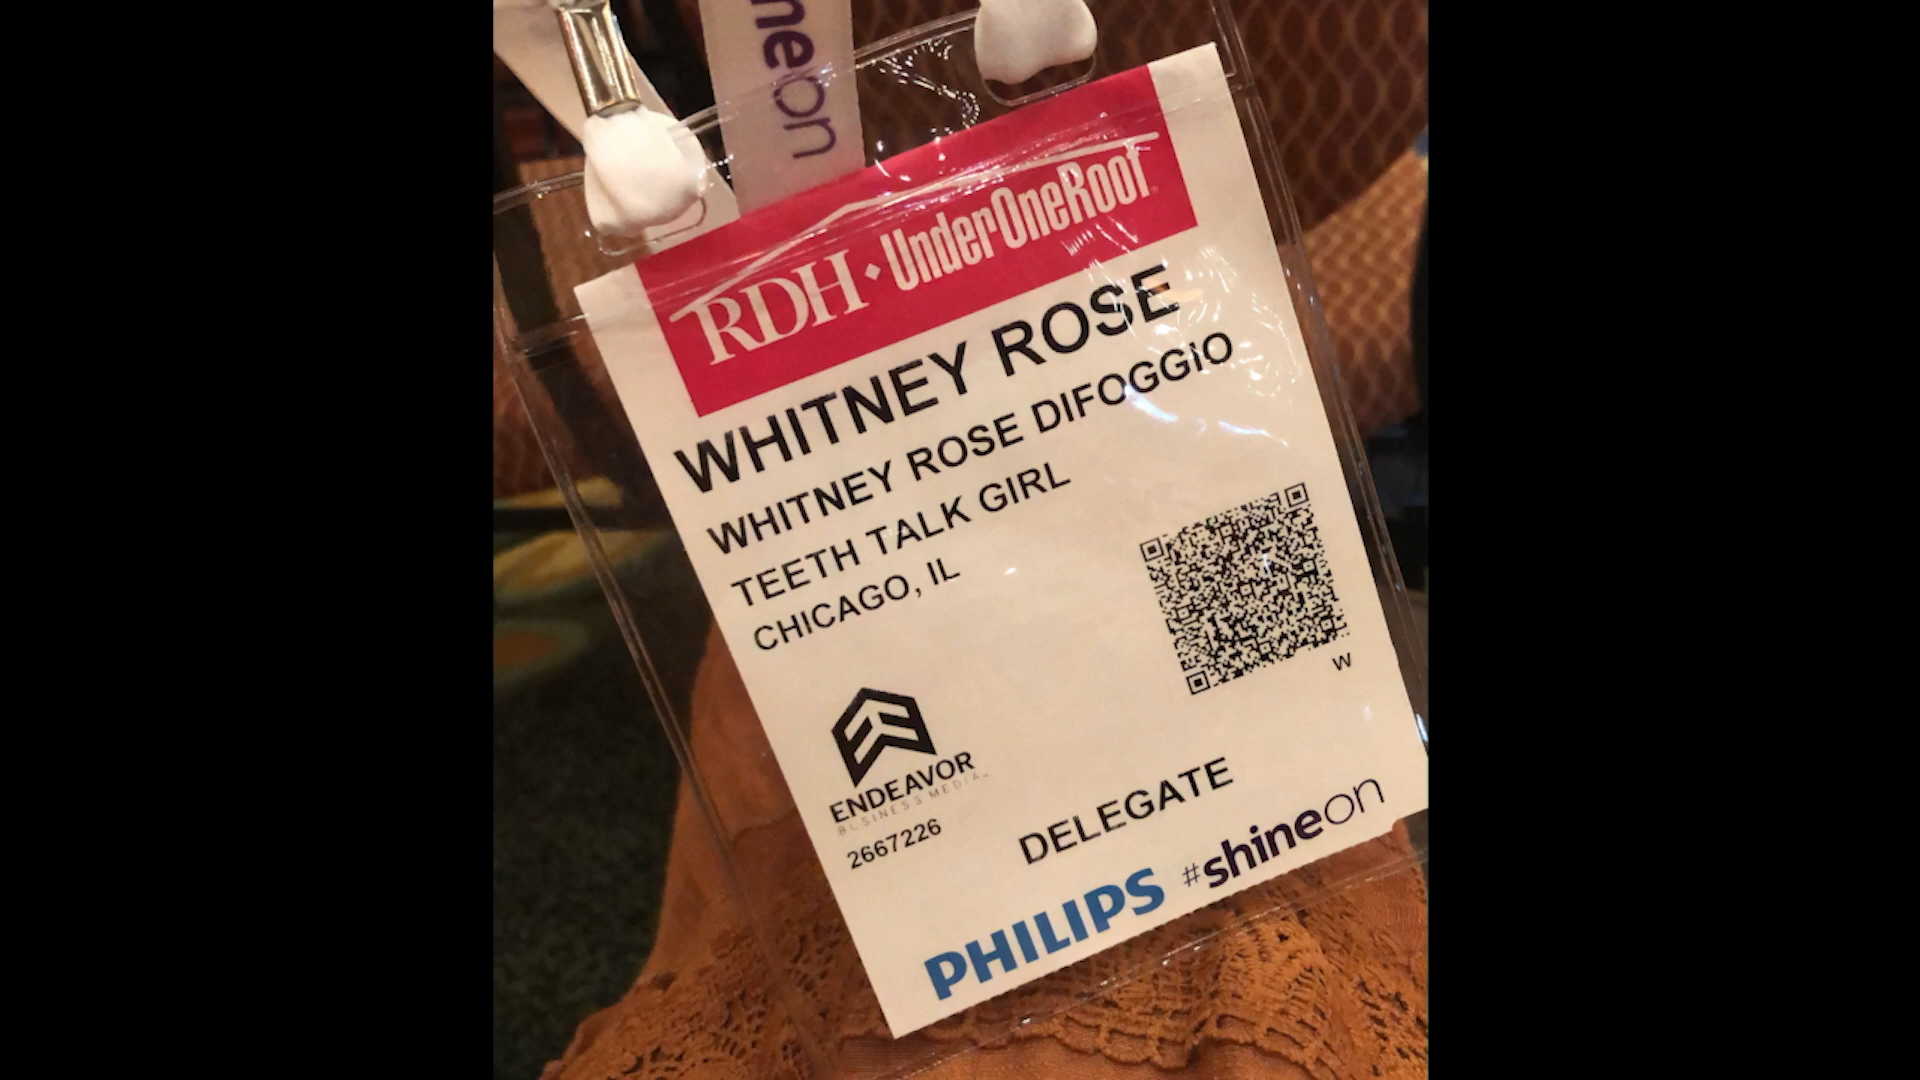 neon
RDH • UnderOneRoof
WHITNEY ROSE
WHITNEY ROSE DIFOGGIO
TEETH TALK GIRL
CHICAGO, IL
W
ENDEAVOR
BUSINESS MEDIA
2667226
DELEGATE
PHILIPS #shineon